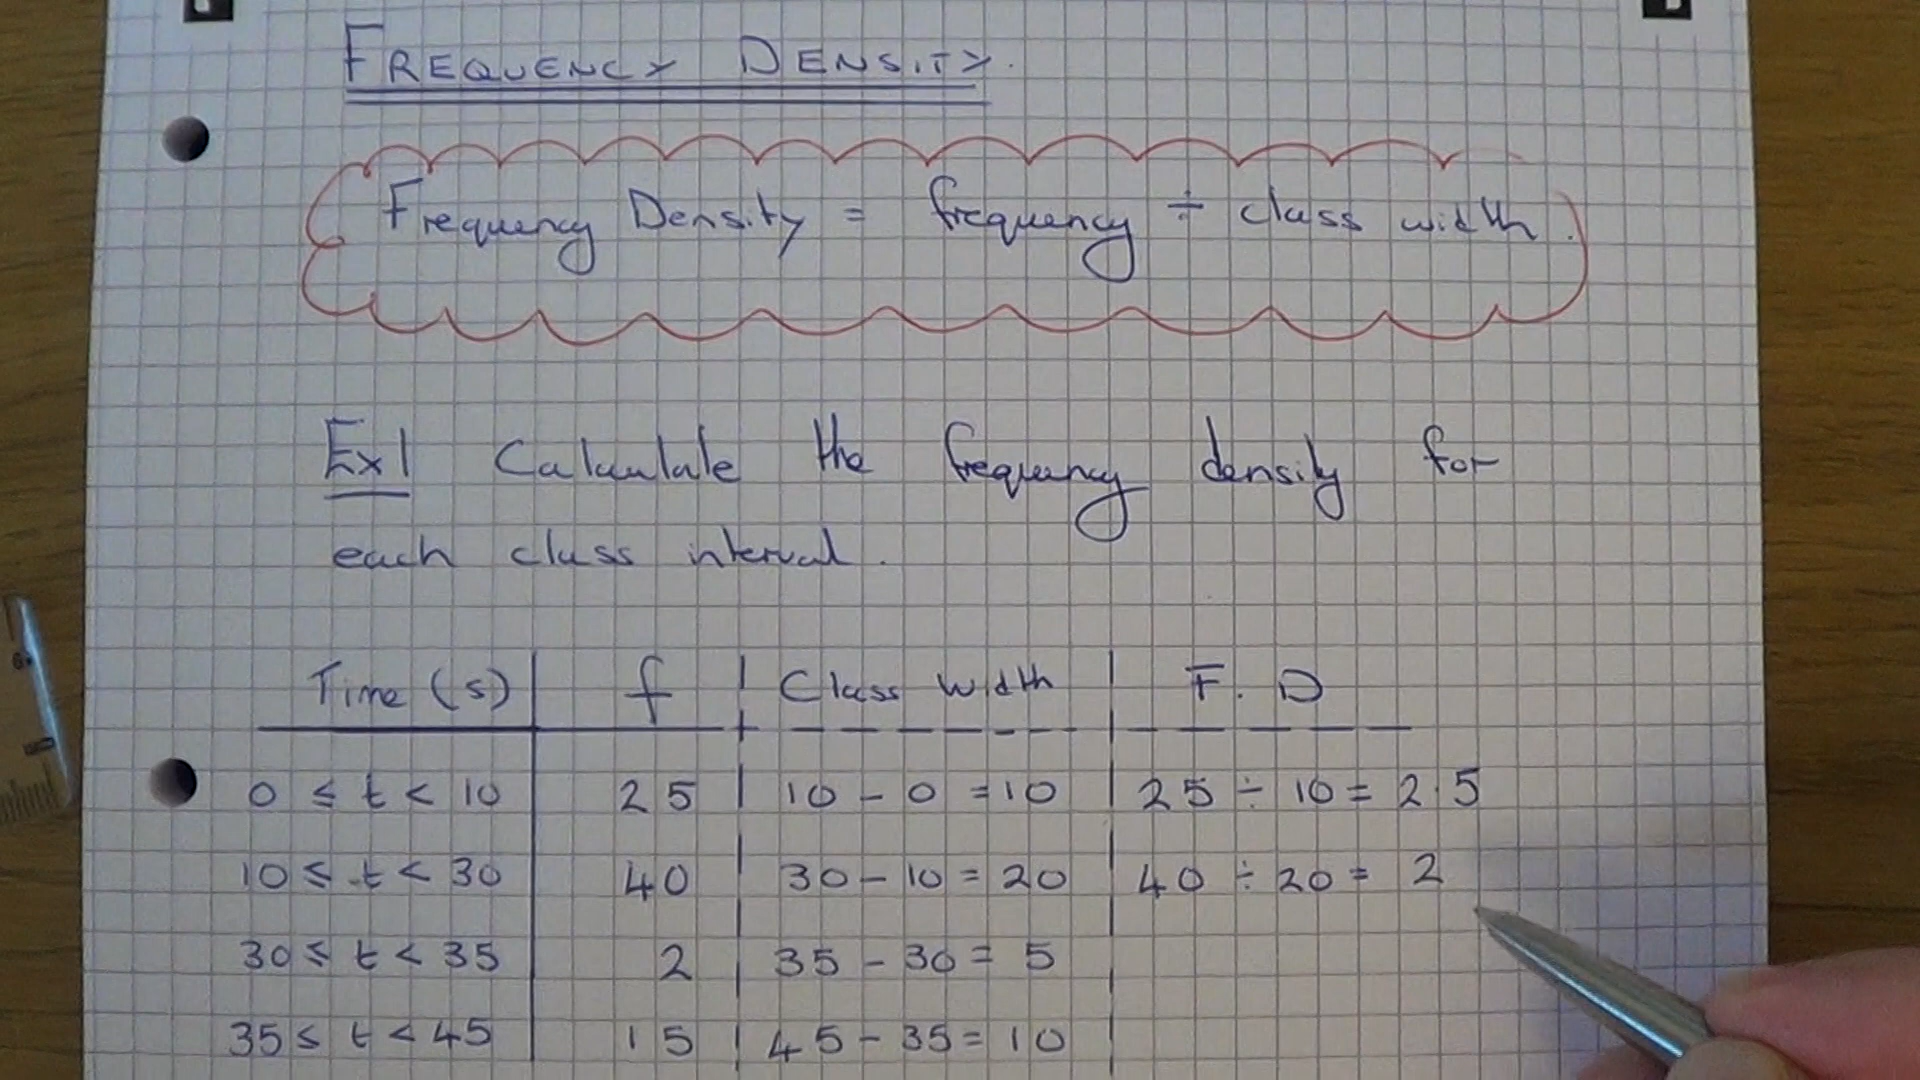 FREQUENCY DENSITY.
Frequency Density = frequency ÷ class width.
Ex1 Calculate the frequency density for
each class interval.
Time (s) f Class Width F.D
0 ≤ t < 10 25 10 - 0 = 10 25 ÷ 10 = 2.5
10 ≤ t < 30 40 30 - 10 = 20 40 ÷ 20 = 2
30 ≤ t < 35 2 35 - 30 = 5
35 ≤ t < 45 15 45 - 35 = 10